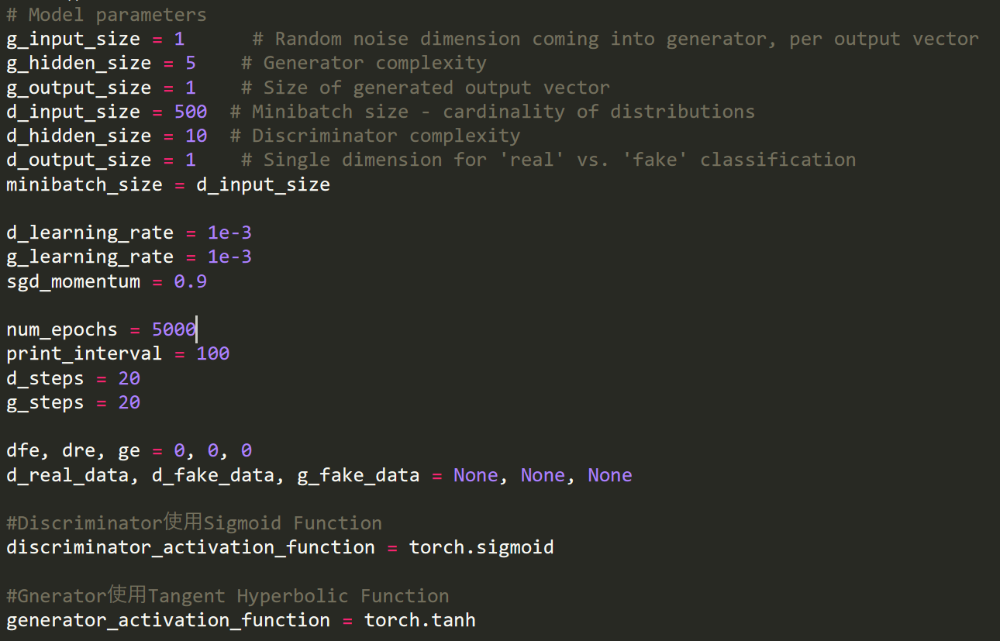 # Model parameters
g_input_size = 1      # Random noise dimension coming into generator, per output vector
g_hidden_size = 5    # Generator complexity
g_output_size = 1    # Size of generated output vector
d_input_size = 500  # Minibatch size - cardinality of distributions
d_hidden_size = 10  # Discriminator complexity
d_output_size = 1    # Single dimension for 'real' vs. 'fake' classification
minibatch_size = d_input_size

d_learning_rate = 1e-3
g_learning_rate = 1e-3
sgd_momentum = 0.9

num_epochs = 5000
print_interval = 100
d_steps = 20
g_steps = 20

dfe, dre, ge = 0, 0, 0
d_real_data, d_fake_data, g_fake_data = None, None, None

#Discriminator使用Sigmoid Function
discriminator_activation_function = torch.sigmoid

#Gnerator使用Tangent Hyperbolic Function
generator_activation_function = torch.tanh